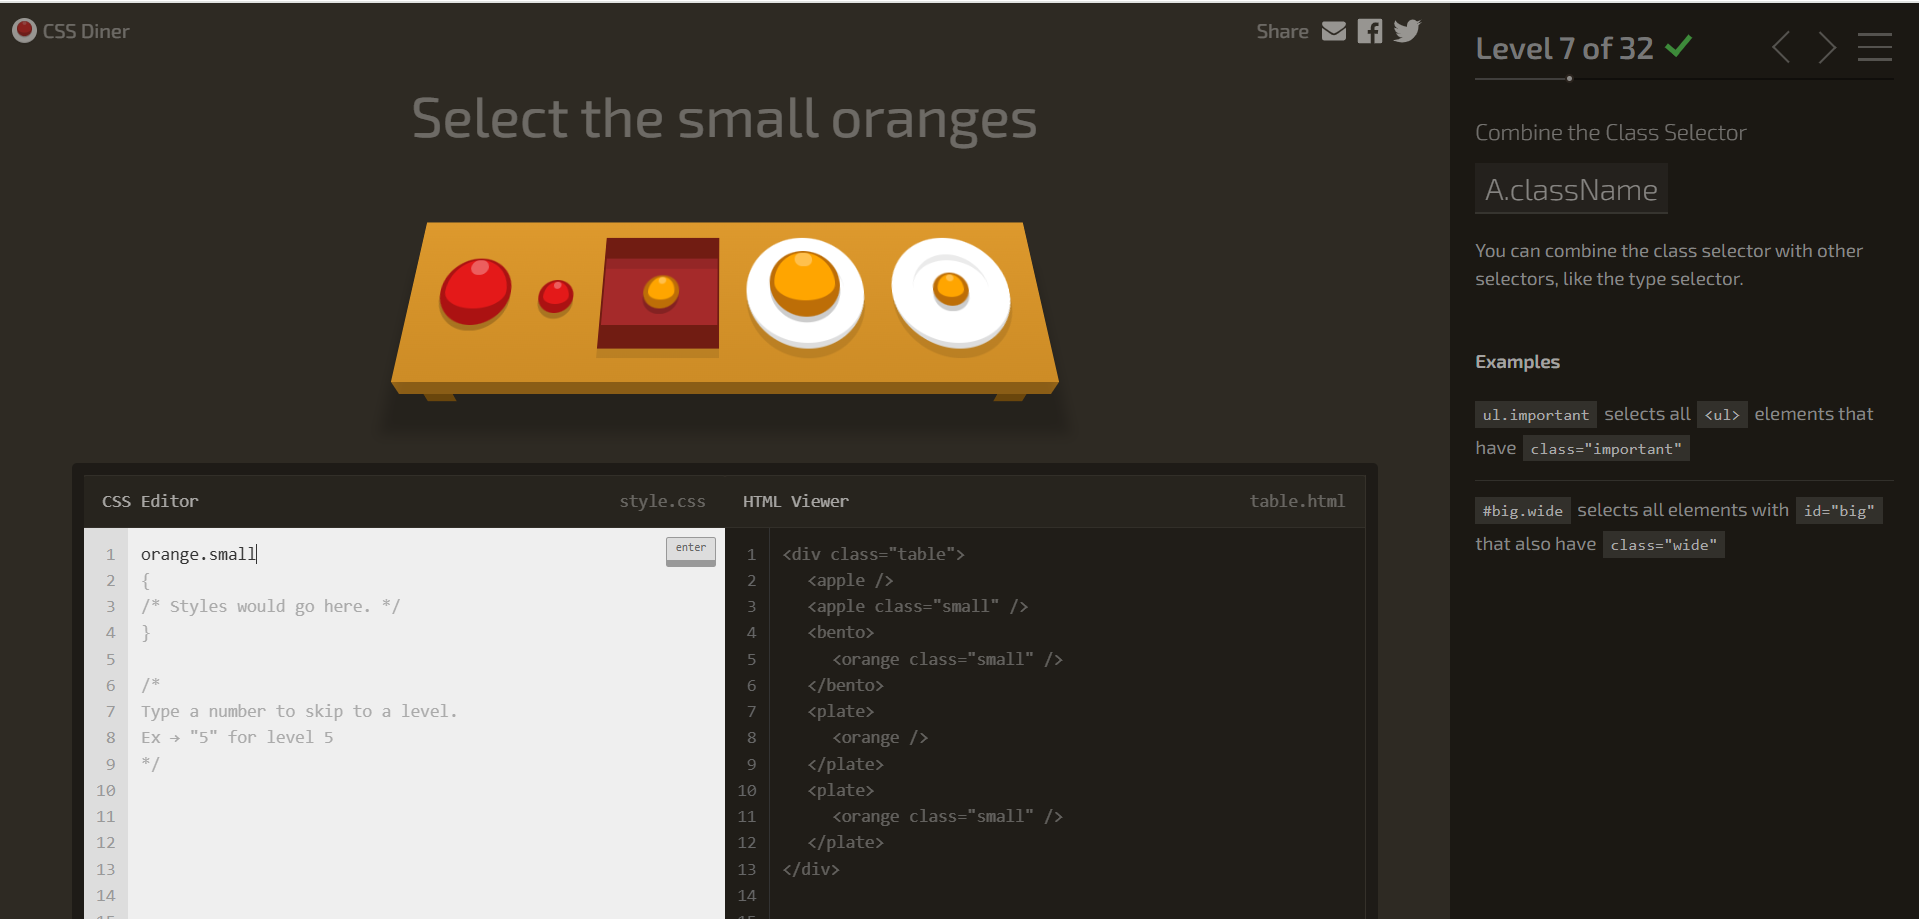 CSS Diner
Share
Select the small oranges
CSS Editor style.css
1 orange.small
enter
2 {
3 /* Styles would go here. */
4 }
5
6 /*
7 Type a number to skip to a level.
8 Ex → "5" for level 5
9 */
10
11
12
13
14
HTML Viewer table.html
1 <div class="table">
2 <apple />
3 <apple class="small" />
4 <bento>
5 <orange class="small" />
6 </bento>
7 <plate>
8 <orange />
9 </plate>
10 <plate>
11 <orange class="small" />
12 </plate>
13 </div>
14
Level 7 of 32
Combine the Class Selector
A.className
You can combine the class selector with other
selectors, like the type selector.
Examples
ul.important selects all <ul> elements that
have class="important"
#big.wide selects all elements with id="big"
that also have class="wide"